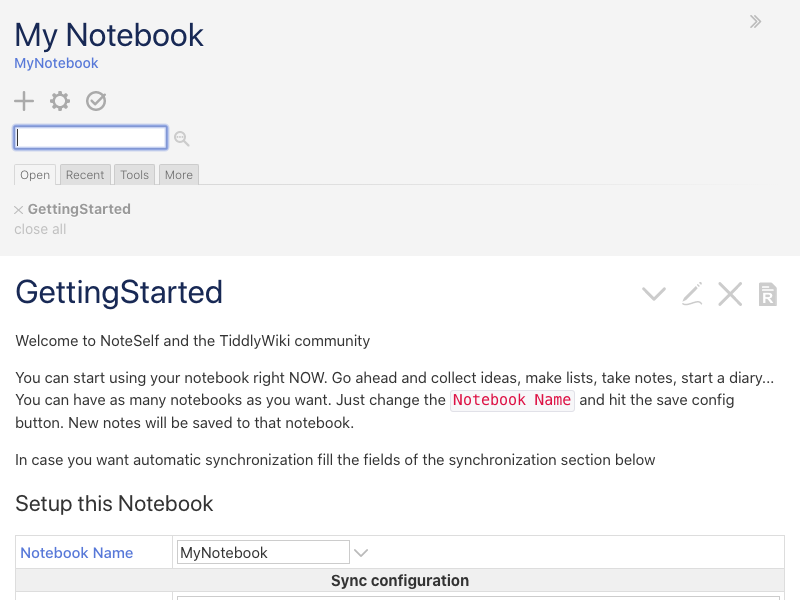 My Notebook
MyNotebook
Open Recent Tools More
× GettingStarted
close all
GettingStarted
Welcome to NoteSelf and the TiddlyWiki community
You can start using your notebook right NOW. Go ahead and collect ideas, make lists, take notes, start a diary...
You can have as many notebooks as you want. Just change the Notebook Name and hit the save config
button. New notes will be saved to that notebook.
In case you want automatic synchronization fill the fields of the synchronization section below
Setup this Notebook
Notebook Name MyNotebook
Sync configuration